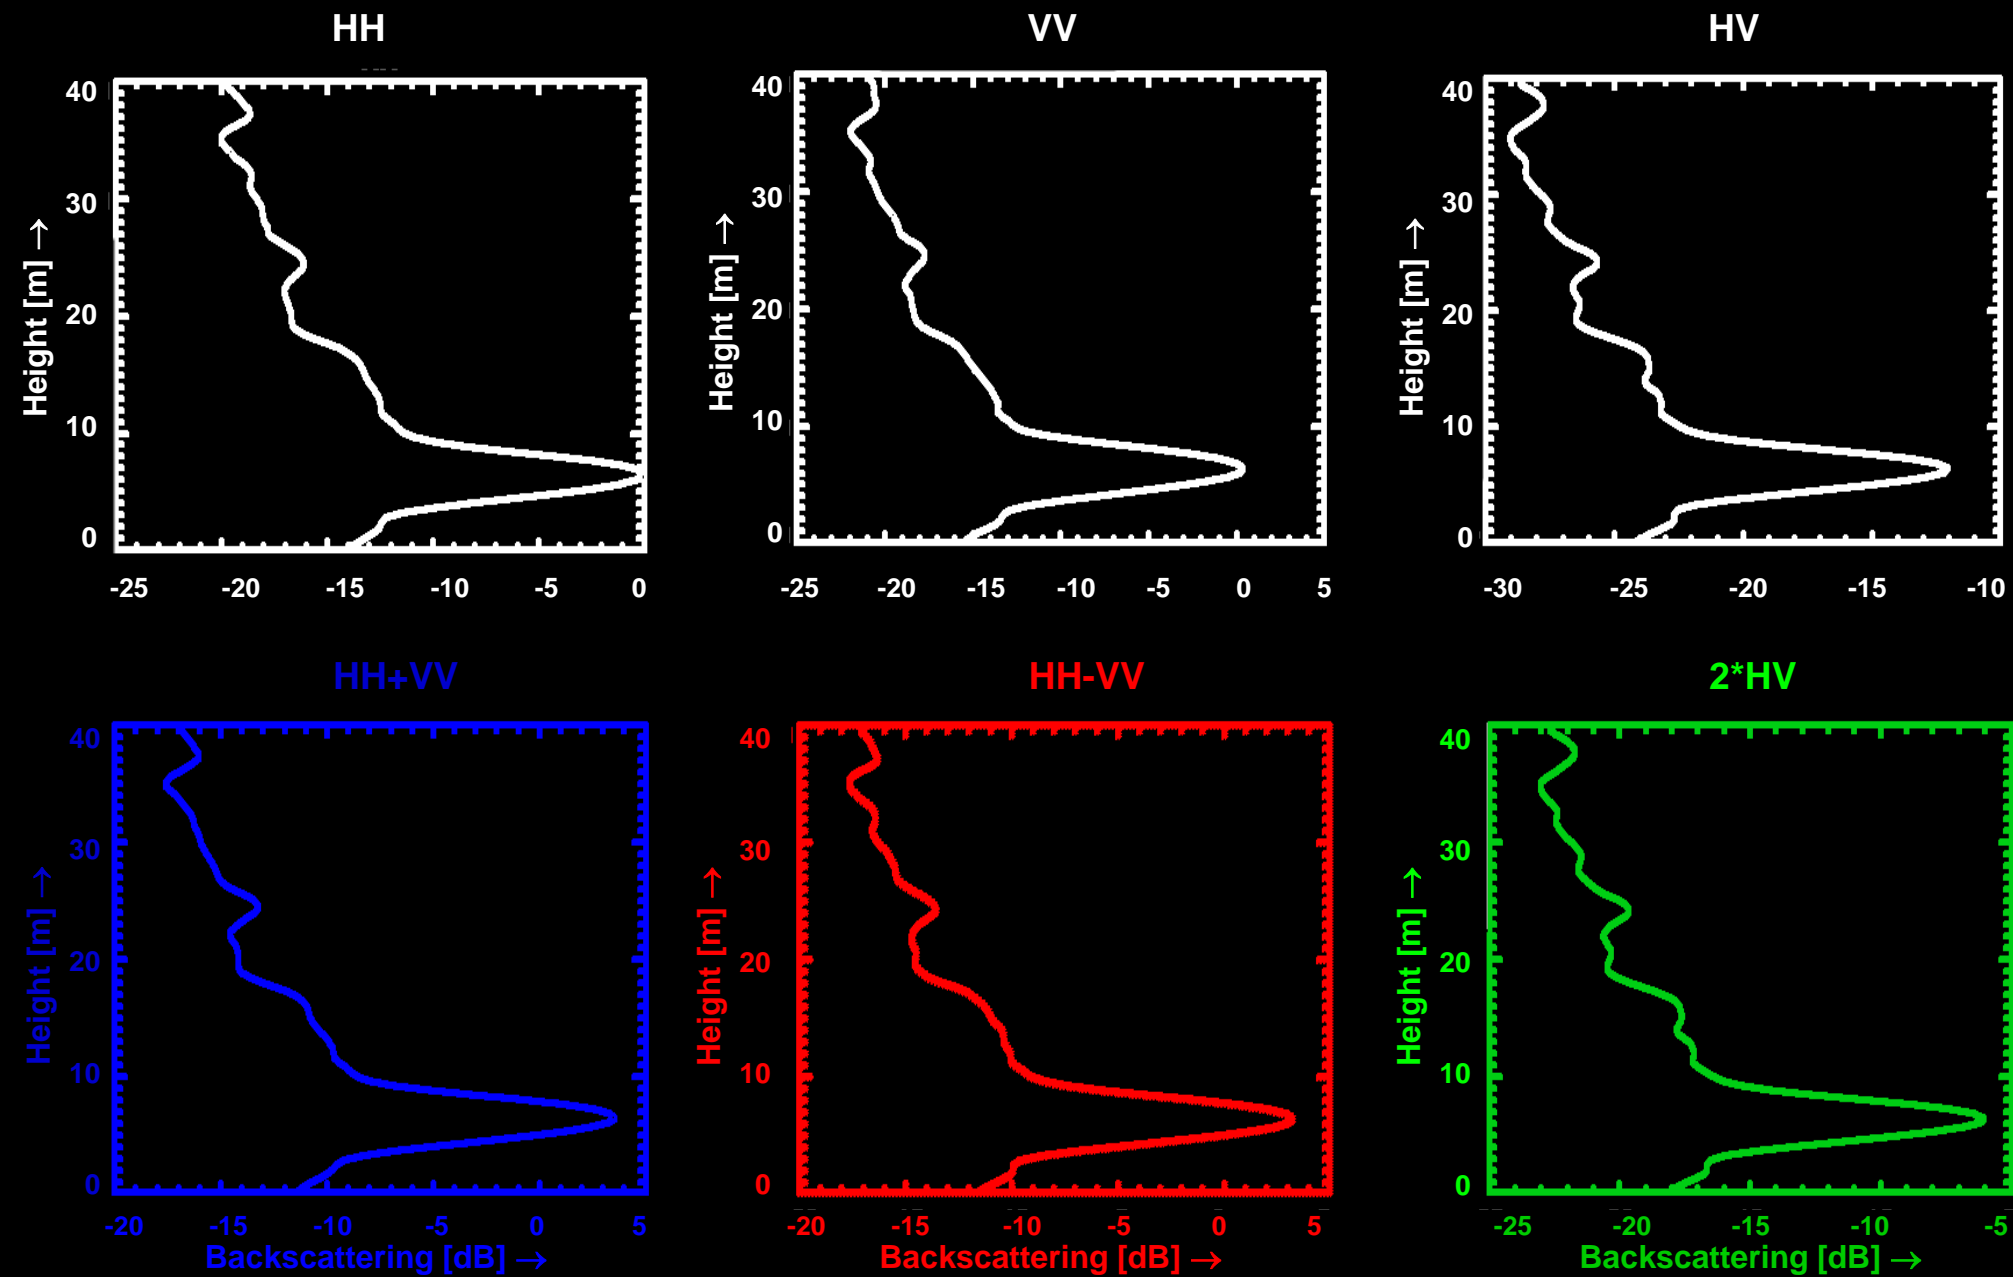 HH
VV
HV
Height [m] →
40
30
20
10
0
-25 -20 -15 -10 -5 0
Height [m] →
40
30
20
10
0
-25 -20 -15 -10 -5 0 5
Height [m] →
40
30
20
10
0
-30 -25 -20 -15 -10
HH+VV
HH-VV
2*HV
Height [m] →
40
30
20
10
0
-20 -15 -10 -5 0 5
Backscattering [dB] →
Height [m] →
40
30
20
10
0
-20 -15 -10 -5 0 5
Backscattering [dB] →
Height [m] →
40
30
20
10
0
-25 -20 -15 -10 -5
Backscattering [dB] →